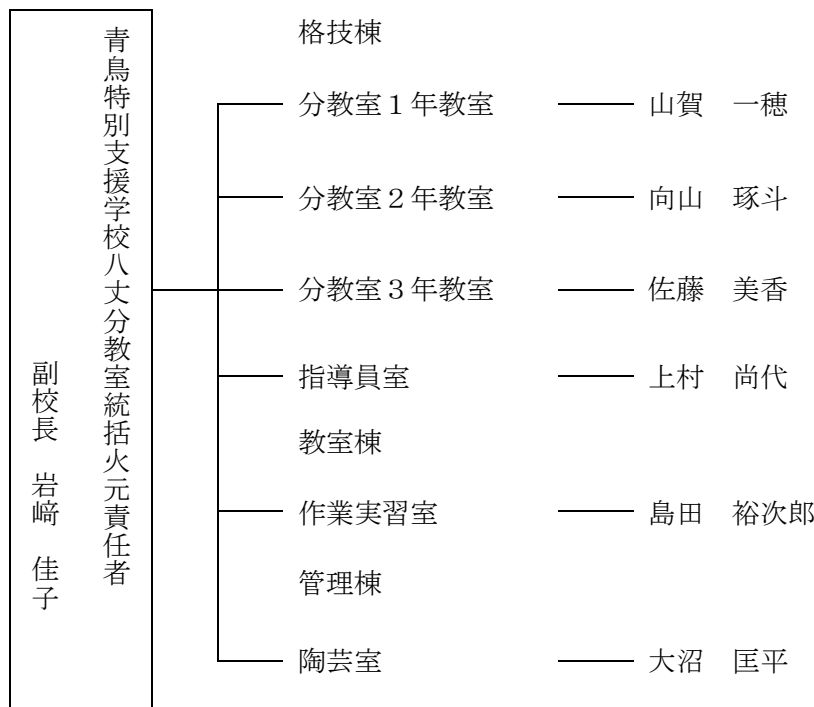 青鳥特別支援学校八丈分教室統括火元責任者
副校長　岩﨑　佳子
格技棟
分教室１年教室　山賀　一穂
分教室２年教室　向山　琢斗
分教室３年教室　佐藤　美香
指導員室　上村　尚代
教室棟
作業実習室　島田　裕次郎
管理棟
陶芸室　大沼　匡平